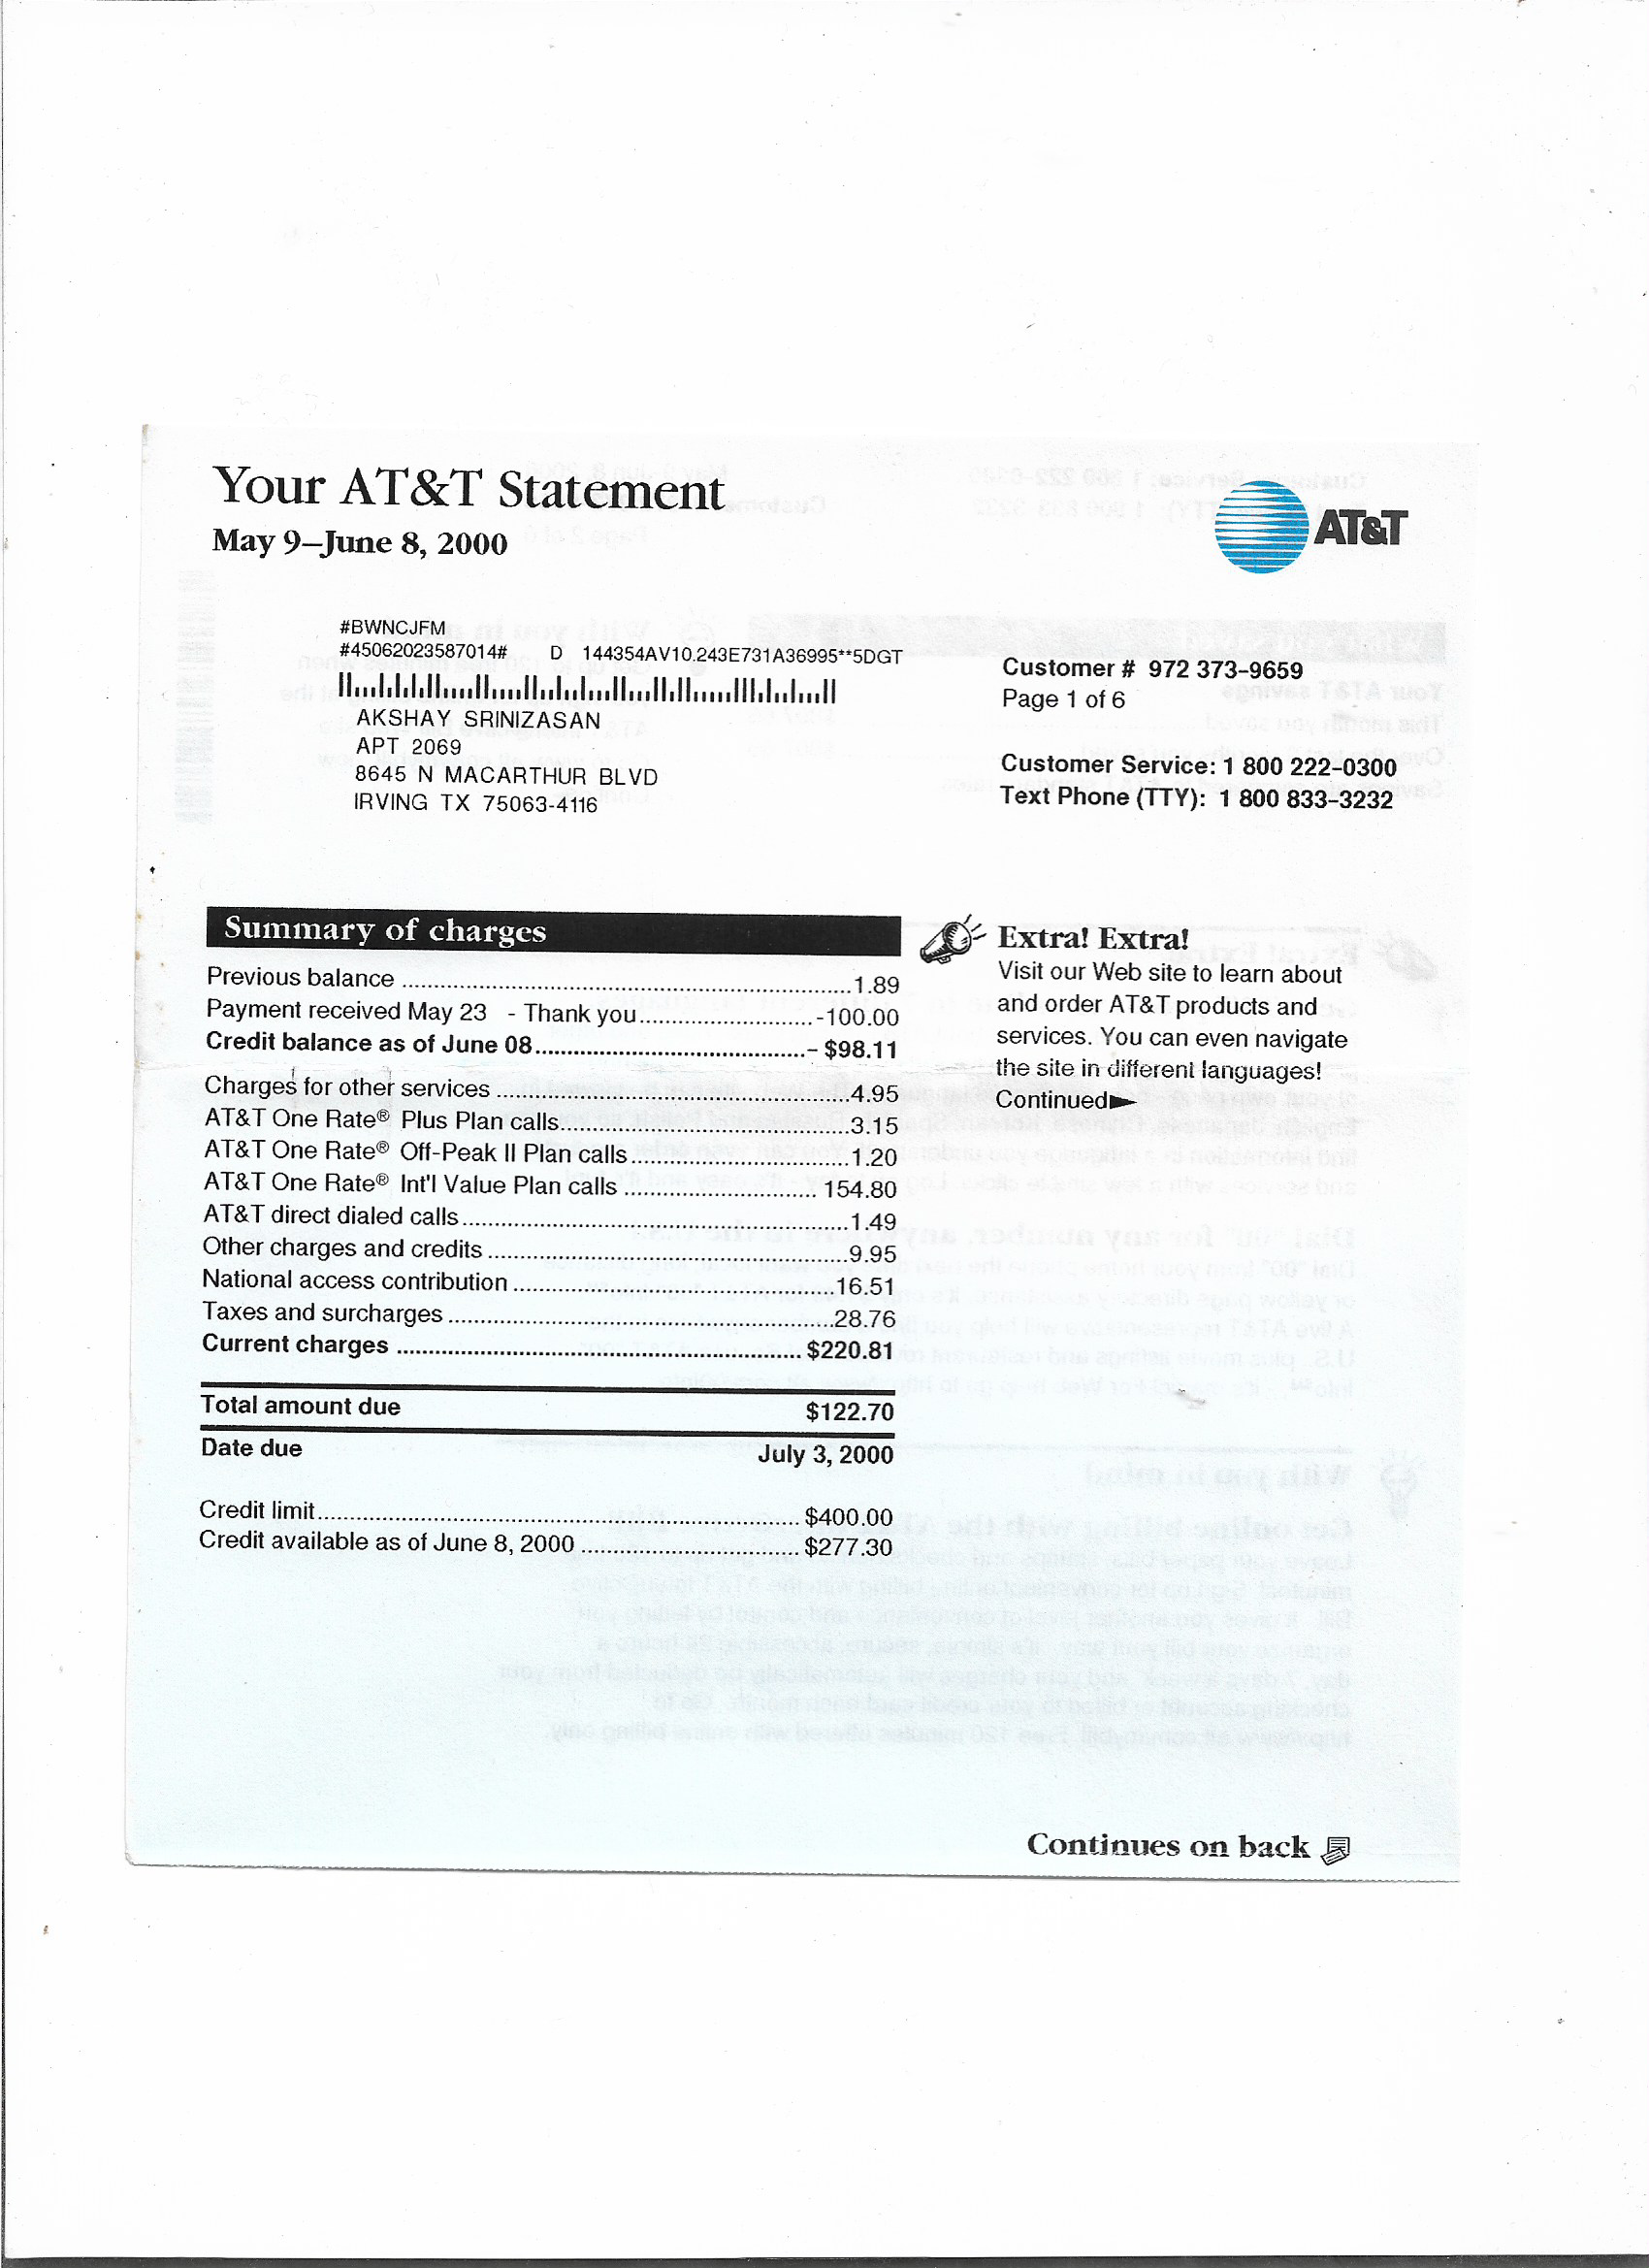 Your AT&T Statement
May 9–June 8, 2000
AT&T
#BWNCJFM
#45062023587014# D 144354AV10.243E731A36995**5DGT
AKSHAY SRINIZASAN
APT 2069
8645 N MACARTHUR BLVD
IRVING TX 75063-4116
Customer # 972 373–9659
Page 1 of 6
Customer Service: 1 800 222–0300
Text Phone (TTY): 1 800 833–3232
Summary of charges
Previous balance ........ 1.89
Payment received May 23 - Thank you ........ -100.00
Credit balance as of June 08 ........ – $98.11
Charges for other services ........ 4.95
AT&T One Rate® Plus Plan calls ........ 3.15
AT&T One Rate® Off-Peak II Plan calls ........ 1.20
AT&T One Rate® Int'l Value Plan calls ........ 154.80
AT&T direct dialed calls ........ 1.49
Other charges and credits ........ 9.95
National access contribution ........ 16.51
Taxes and surcharges ........ 28.76
Current charges ........ $220.81
Total amount due $122.70
Date due July 3, 2000
Credit limit ........ $400.00
Credit available as of June 8, 2000 ........ $277.30
Extra! Extra!
Visit our Web site to learn about
and order AT&T products and
services. You can even navigate
the site in different languages!
Continued►
Continues on back